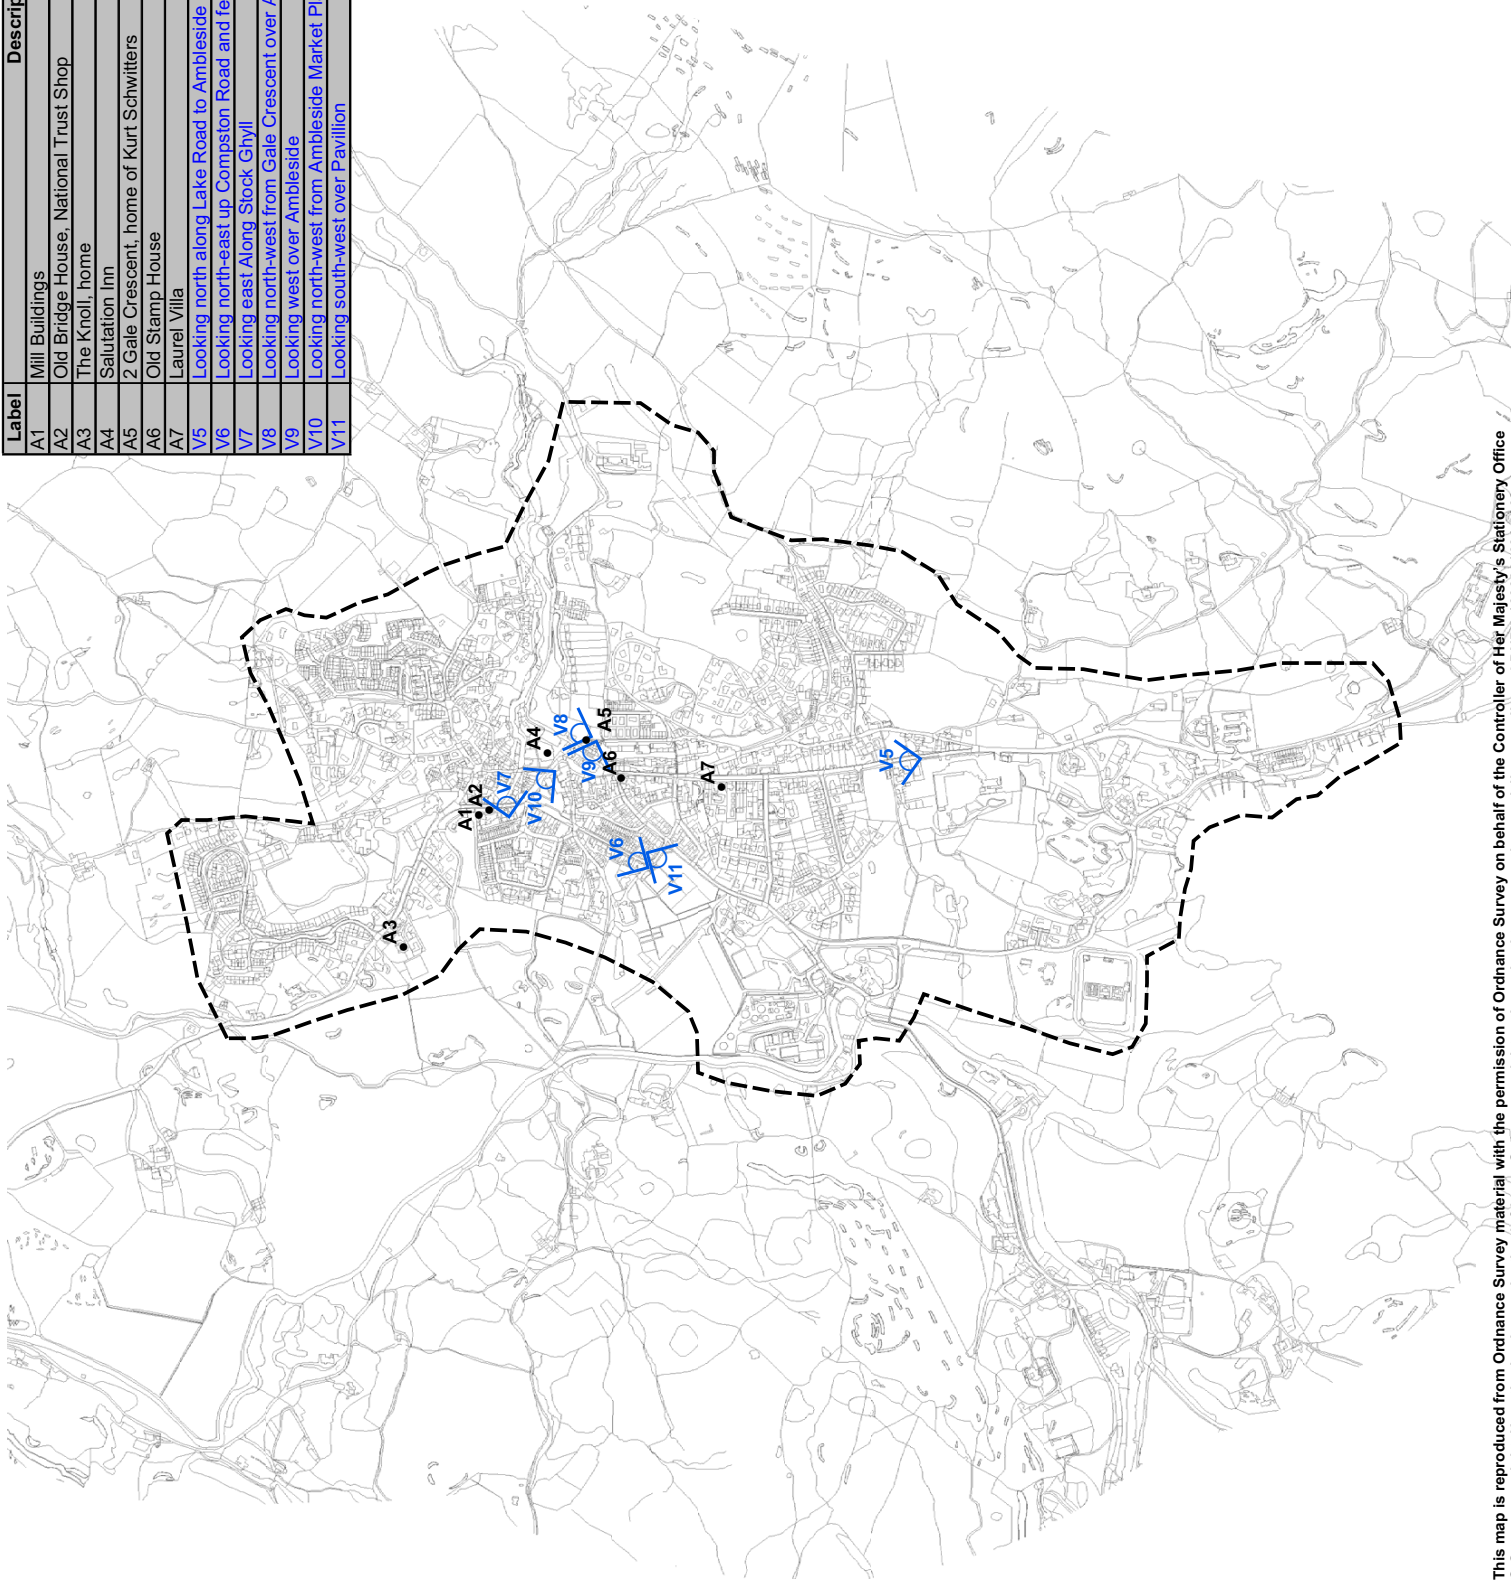 Label Descrip
A1 Mill Buildings
A2 Old Bridge House, National Trust Shop
A3 The Knoll, home
A4 Salutation Inn
A5 2 Gale Crescent, home of Kurt Schwitters
A6 Old Stamp House
A7 Laurel Villa
V5 Looking north along Lake Road to Ambleside
V6 Looking north-east up Compston Road and fe
V7 Looking east Along Stock Ghyll
V8 Looking north-west from Gale Crescent over A
V9 Looking west over Ambleside
V10 Looking north-west from Ambleside Market Pl
V11 Looking south-west over Pavillion
A3
A1
A2
V7
V10
A4
V8
A5
V9
A6
V6
V11
A7
V5
This map is reproduced from Ordnance Survey material with the permission of Ordnance Survey on behalf of the Controller of Her Majesty's Stationery Office